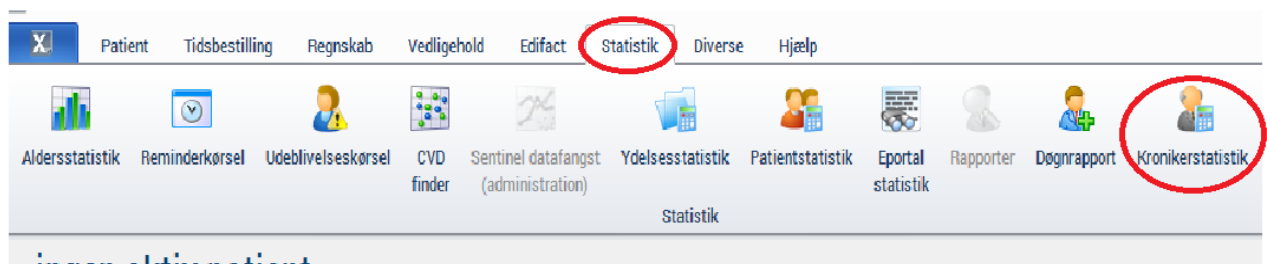 X
Patient Tidsbestilling Regnskab Vedligehold Edifact Statistik Diverse Hjælp
Aldersstatistik Reminderkørsel Udeblivelseskørsel CVD finder Sentinel datafangst (administration) Ydelsesstatistik Patientstatistik Eportal statistik Rapporter Døgnrapport Kronikerstatistik
Statistik